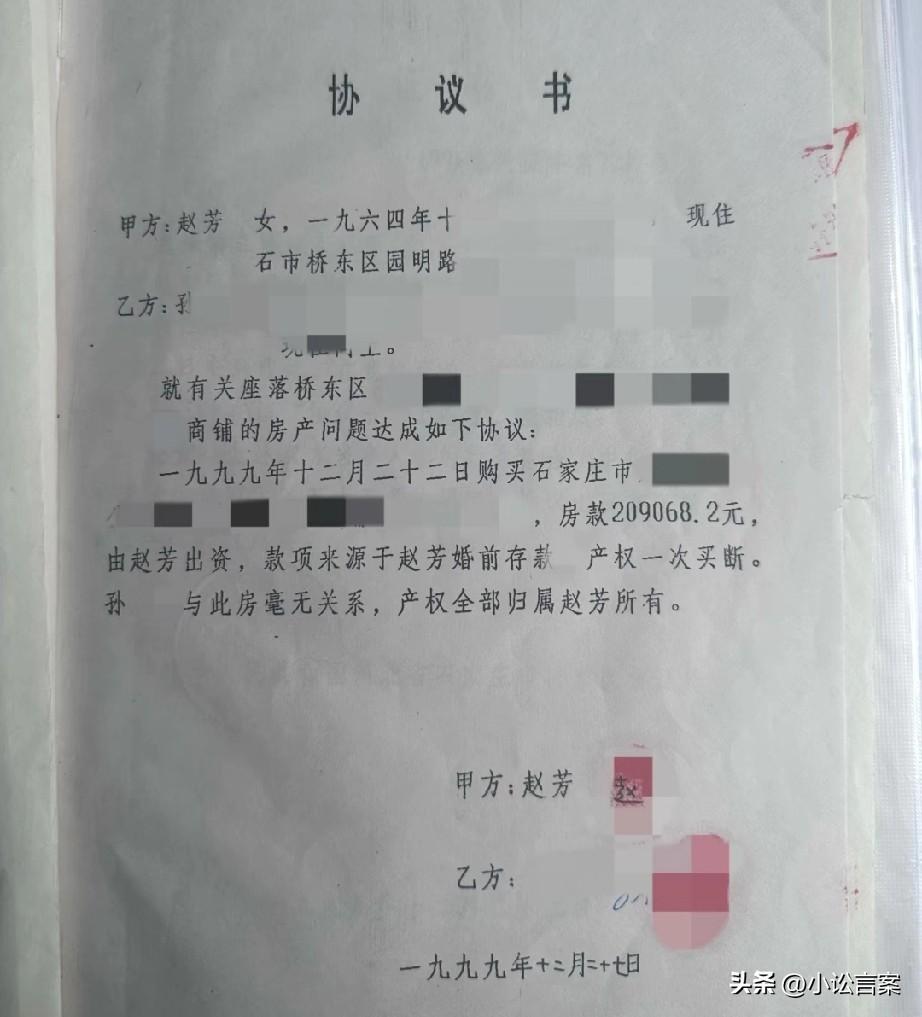 协议书
甲方：赵芳 女，一九六四年十 现住
石市桥东区园明路
乙方：孙
就有关座落桥东区
商铺的房产问题达成如下协议：
一九九九年十二月二十二日购买石家庄市
，房款209068.2元，
由赵芳出资，款项来源于赵芳婚前存款 产权一次买断。
孙 与此房毫无关系，产权全部归属赵芳所有。
甲方：赵芳
乙方：
一九九九年十二月二十七日
头条 @小讼言案